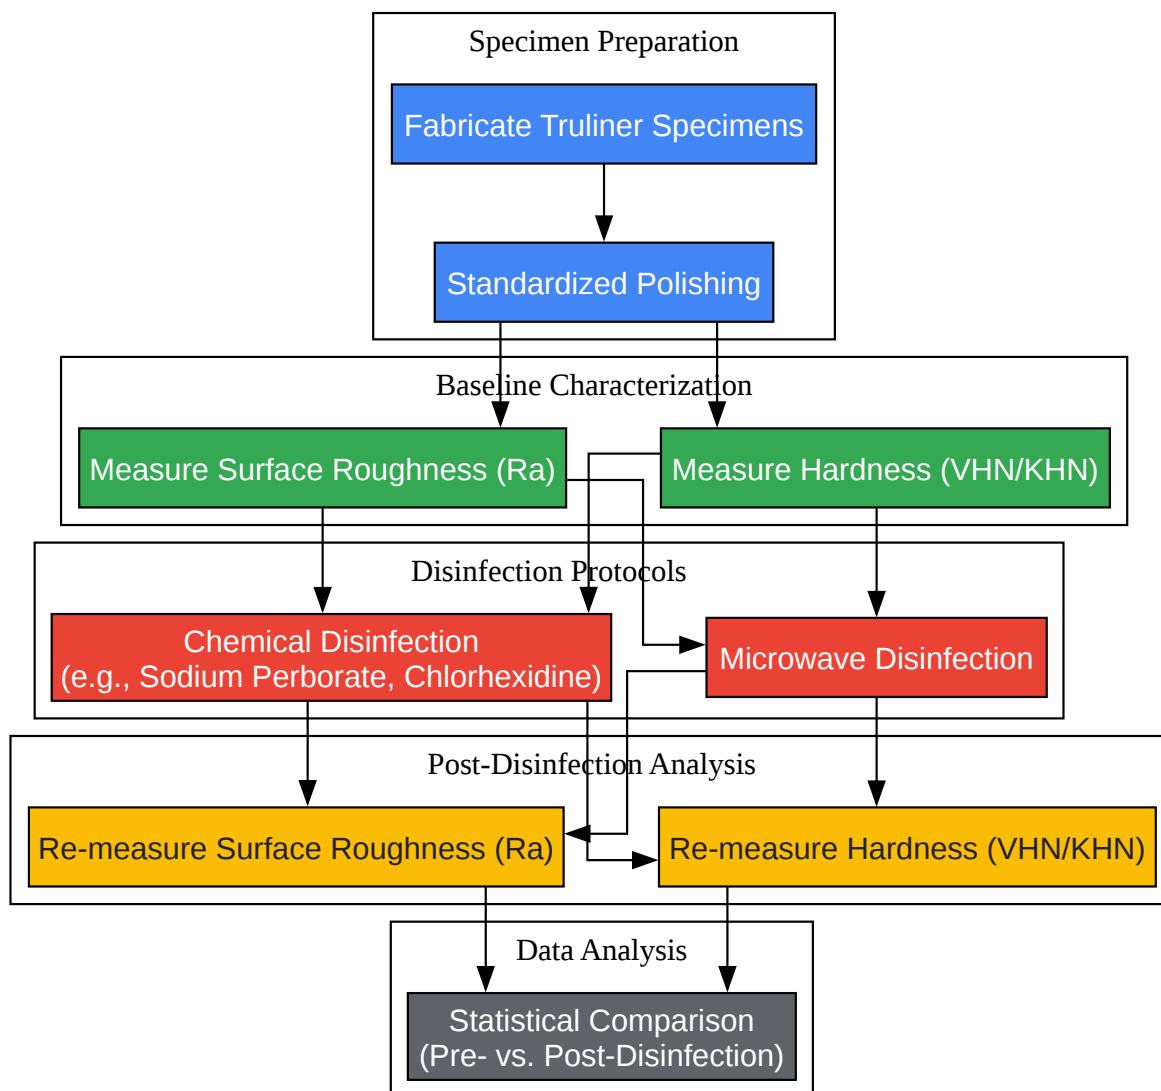 Specimen Preparation
Fabricate Truliner Specimens
Standardized Polishing
Baseline Characterization
Measure Surface Roughness (Ra)
Measure Hardness (VHN/KHN)
Disinfection Protocols
Chemical Disinfection
(e.g., Sodium Perborate, Chlorhexidine)
Microwave Disinfection
Post-Disinfection Analysis
Re-measure Surface Roughness (Ra)
Re-measure Hardness (VHN/KHN)
Data Analysis
Statistical Comparison
(Pre- vs. Post-Disinfection)